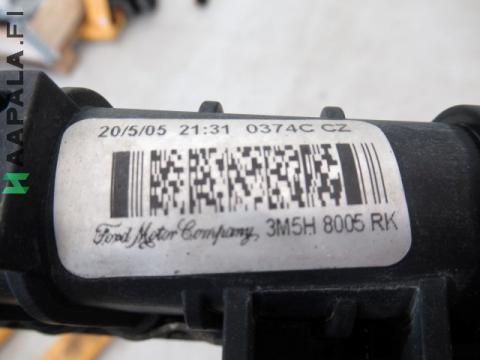 HAAPALA.FI
20/5/05 21:31 0374C CZ
Ford Motor Company, 3M5H 8005 RK